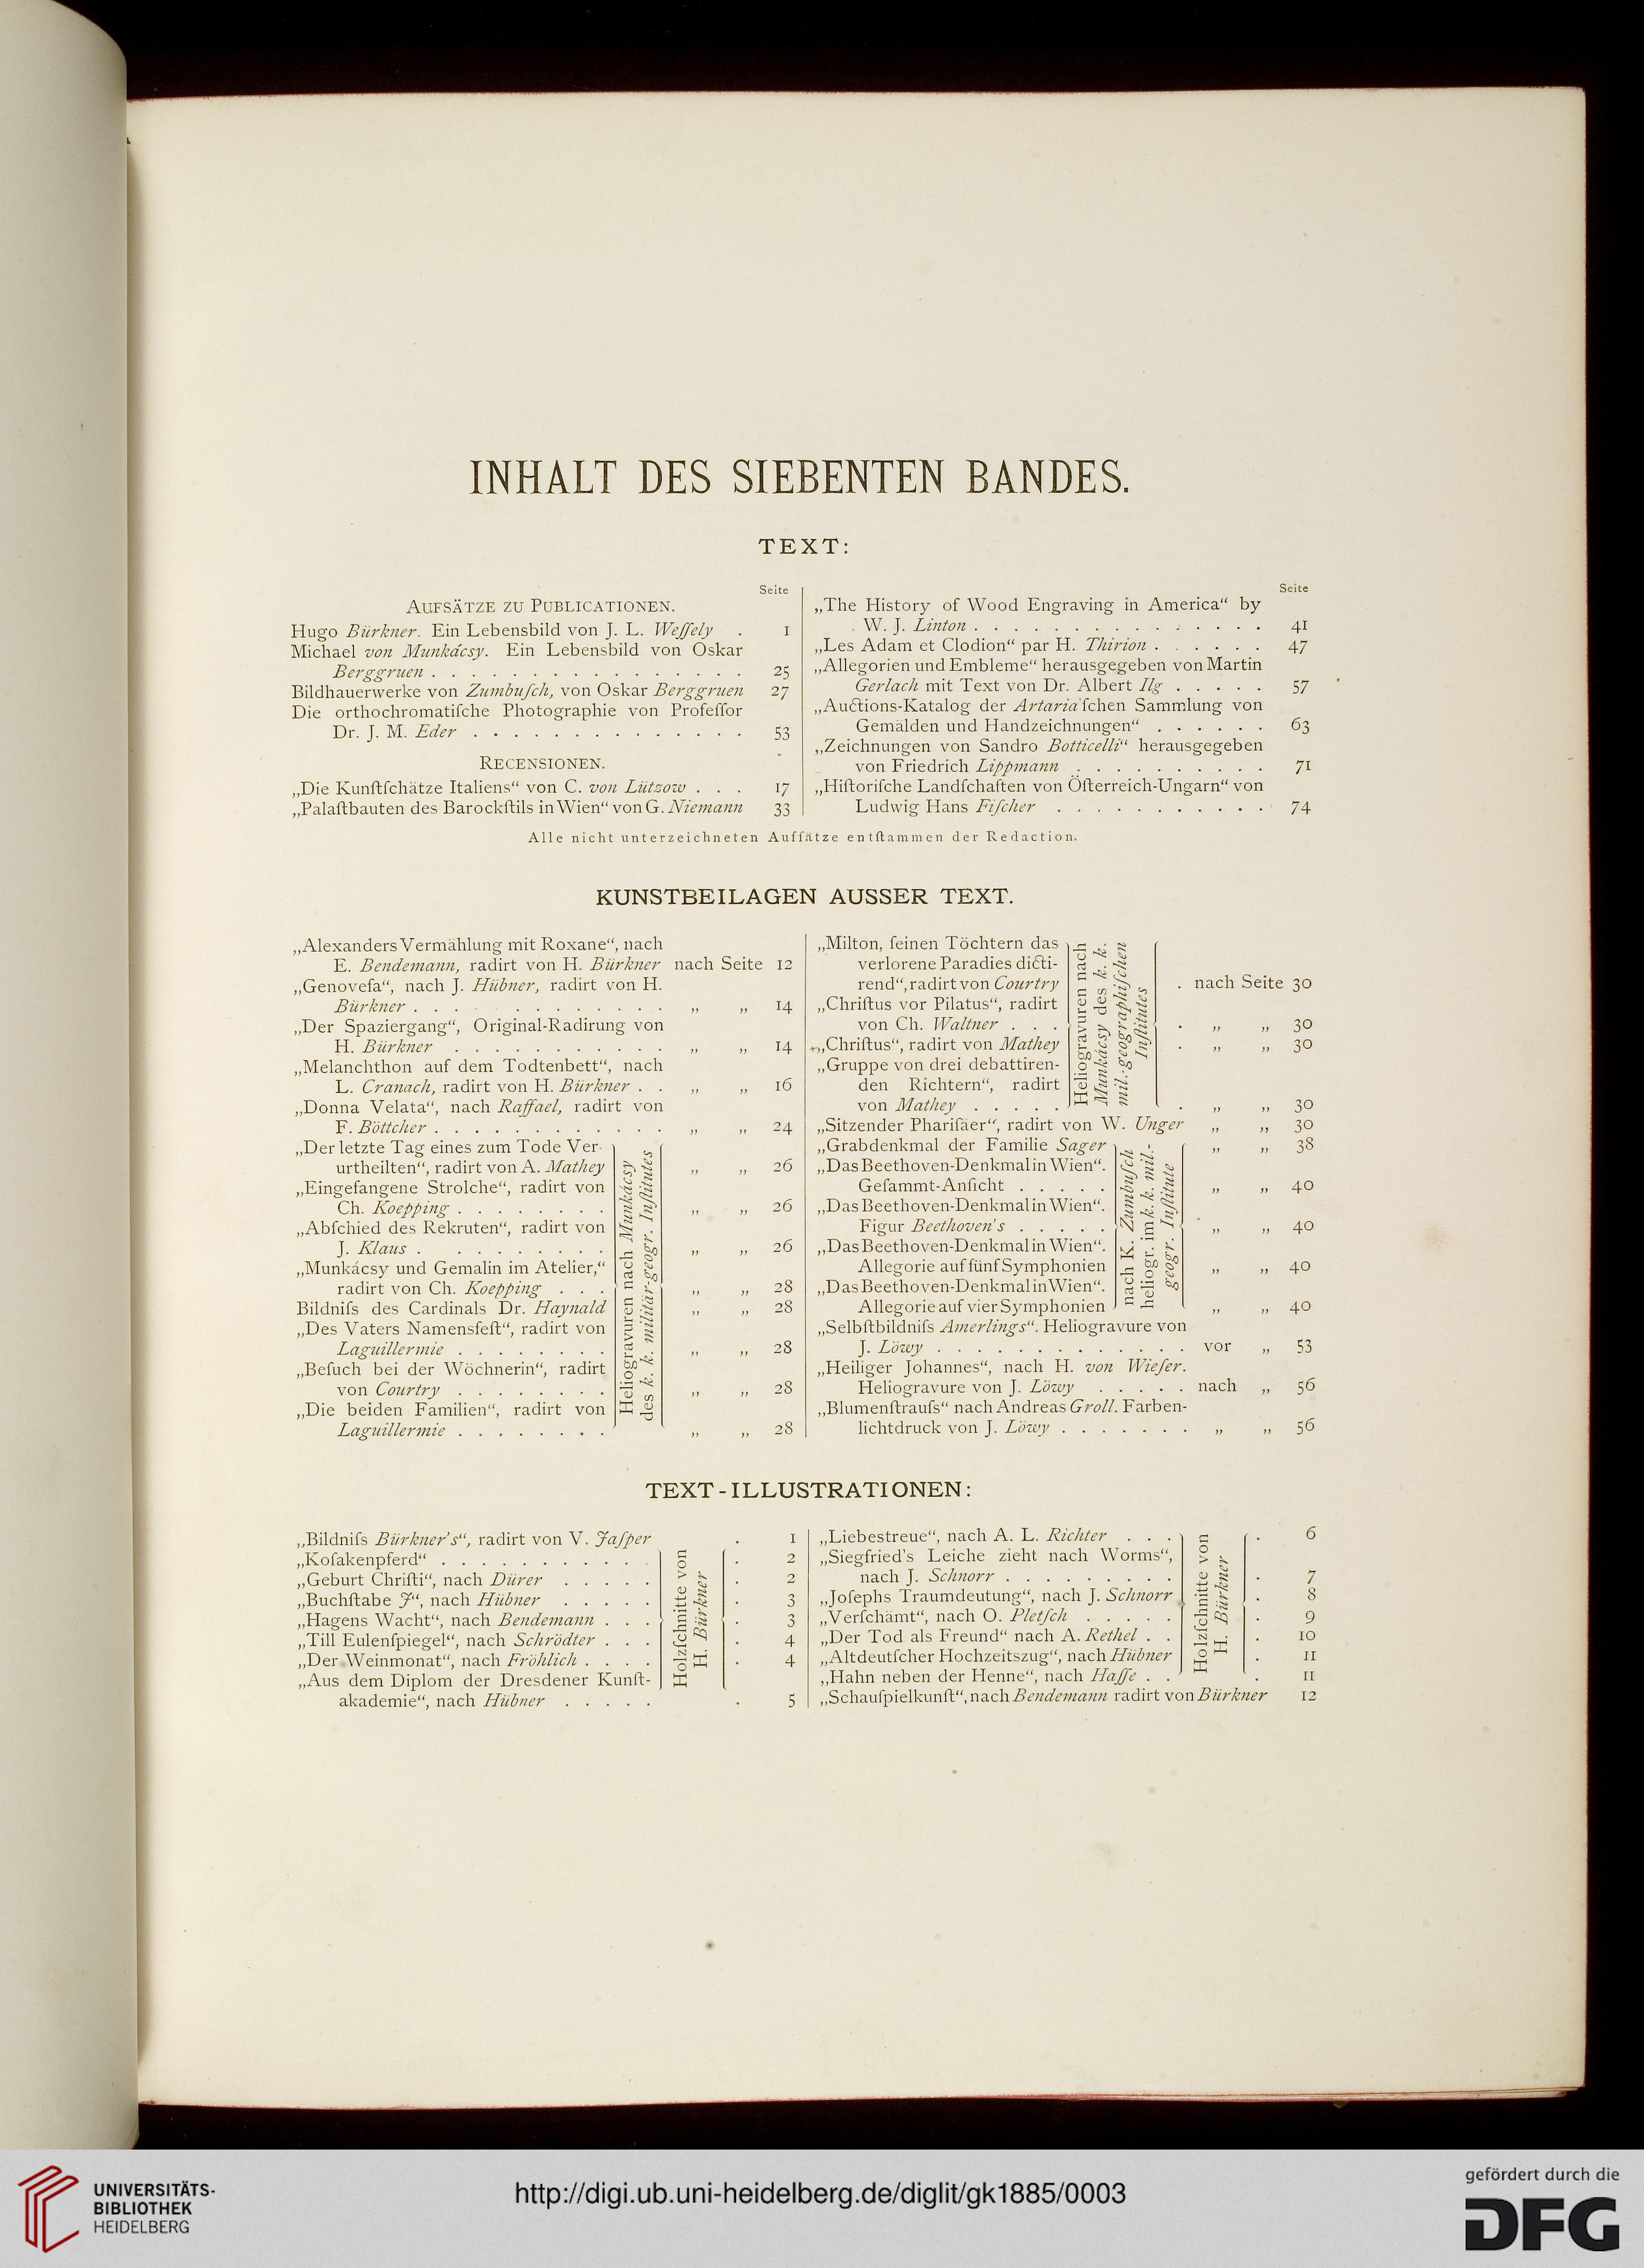 INHALT DES SIEBENTEN BANDES.
TEXT:
Seite
AUFSÄTZE ZU PUBLICATIONEN.
Hugo Bürkner. Ein Lebensbild von J. L. Weſſely . 1
Michael von Munkácsy. Ein Lebensbild von Oskar
Berggruen . . . . . . . . . . . . . . . . 25
Bildhauerwerke von Zumbuſch, von Oskar Berggruen 27
Die orthochromatiſche Photographie von Profeſſor
Dr. J. M. Eder . . . . . . . . . . . . . . 53
RECENSIONEN.
„Die Kunſtſchätze Italiens“ von C. von Lützow . . . 17
„Palaſtbauten des Barockſtils in Wien“ von G. Niemann 33
Seite
„The History of Wood Engraving in America“ by
W. J. Linton . . . . . . . . . . . . . . . 41
„Les Adam et Clodion“ par H. Thirion . . . . . . 47
„Allegorien und Embleme“ herausgegeben von Martin
Gerlach mit Text von Dr. Albert Ilg . . . . . 57
„Auctions-Katalog der Artaria'ſchen Sammlung von
Gemälden und Handzeichnungen“ . . . . . . 63
„Zeichnungen von Sandro Botticelli“ herausgegeben
von Friedrich Lippmann . . . . . . . . . . 71
„Hiſtoriſche Landſchaften von Öſterreich-Ungarn“ von
Ludwig Hans Fiſcher . . . . . . . . . . . 74
Alle nicht unterzeichneten Aufſätze entſtammen der Redaction.
KUNSTBEILAGEN AUSSER TEXT.
„Alexanders Vermählung mit Roxane“, nach
E. Bendemann, radirt von H. Bürkner nach Seite 12
„Genovefa“, nach J. Hübner, radirt von H.
Bürkner . . . . . . . . . . . . . „ „ 14
„Der Spaziergang“, Original-Radirung von
H. Bürkner . . . . . . . . . . . „ „ 14
„Melanchthon auf dem Todtenbett“, nach
L. Cranach, radirt von H. Bürkner . . „ „ 16
„Donna Velata“, nach Raffael, radirt von
F. Böttcher . . . . . . . . . . . . „ „ 24
„Der letzte Tag eines zum Tode Ver-
urtheilten“, radirt von A. Mathey „ „ 26
„Eingefangene Strolche“, radirt von
Ch. Koepping . . . . . . . . „ „ 26
„Abſchied des Rekruten“, radirt von
J. Klaus . . . . . . . . . „ „ 26
„Munkácsy und Gemalin im Atelier,“
radirt von Ch. Koepping . . . „ „ 28
Bildniſs des Cardinals Dr. Haynald „ „ 28
„Des Vaters Namensfeſt“, radirt von
Laguillermie . . . . . . . . „ „ 28
„Beſuch bei der Wöchnerin“, radirt
von Courtry . . . . . . . . „ „ 28
„Die beiden Familien“, radirt von
Laguillermie . . . . . . . . „ „ 28
Heliogravuren nach Munkácsy
des k. k. militär-geogr. Inſtitutes
„Milton, ſeinen Töchtern das
verlorene Paradies dicti-
rend“, radirt von Courtry . nach Seite 30
„Chriſtus vor Pilatus“, radirt
von Ch. Waltner . . . . „ „ 30
„Chriſtus“, radirt von Mathey . „ „ 30
„Gruppe von drei debattiren-
den Richtern“, radirt
von Mathey . . . . . . „ „ 30
Heliogravuren nach
Munkácsy des k. k.
mil.-geographiſchen
Inſtitutes
„Sitzender Phariſäer“, radirt von W. Unger „ „ 30
„Grabdenkmal der Familie Sager „ „ 38
„Das Beethoven-Denkmal in Wien“.
Geſammt-Anſicht . . . . . „ „ 40
„Das Beethoven-Denkmal in Wien“.
Figur Beethoven's . . . . . „ „ 40
„Das Beethoven-Denkmal in Wien“.
Allegorie auf fünf Symphonien „ „ 40
„Das Beethoven-Denkmal in Wien“.
Allegorie auf vier Symphonien „ „ 40
nach K. Zumbuſch
heliogr. im k. k. mil.-
geogr. Inſtitute
„Selbſtbildniſs Amerlings“. Heliogravure von
J. Löwy . . . . . . . . . . . . . vor „ 53
„Heiliger Johannes“, nach H. von Wieſer.
Heliogravure von J. Löwy . . . . . nach „ 56
„Blumenſtrauſs“ nach Andreas Groll. Farben-
lichtdruck von J. Löwy . . . . . . . „ „ 56
TEXT-ILLUSTRATIONEN:
„Bildniſs Bürkner's“, radirt von V. Jaſper . 1
„Koſakenpferd“ . . . . . . . . . . . . 2
„Geburt Chriſti“, nach Dürer . . . . . . 2
„Buchſtabe J“, nach Hübner . . . . . . 3
„Hagens Wacht“, nach Bendemann . . . . 3
„Till Eulenſpiegel“, nach Schrödter . . . . 4
„Der Weinmonat“, nach Fröhlich . . . . . 4
„Aus dem Diplom der Dresdener Kunſt-
akademie“, nach Hübner . . . . . . 5
Holzſchnitte von
H. Bürkner
„Liebestreue“, nach A. L. Richter . . . . 6
„Siegfried's Leiche zieht nach Worms“,
nach J. Schnorr . . . . . . . . . . 7
„Joſephs Traumdeutung“, nach J. Schnorr . 8
„Verſchämt“, nach O. Pletſch . . . . . . 9
„Der Tod als Freund“ nach A. Rethel . . . 10
„Altdeutſcher Hochzeitszug“, nach Hübner . 11
„Hahn neben der Henne“, nach Haſſe . . . 11
Holzſchnitte von
H. Bürkner
„Schauſpielkunſt“, nach Bendemann radirt von Bürkner 12
UNIVERSITÄTS-
BIBLIOTHEK
HEIDELBERG
http://digi.ub.uni-heidelberg.de/diglit/gk1885/0003
gefördert durch die
DFG